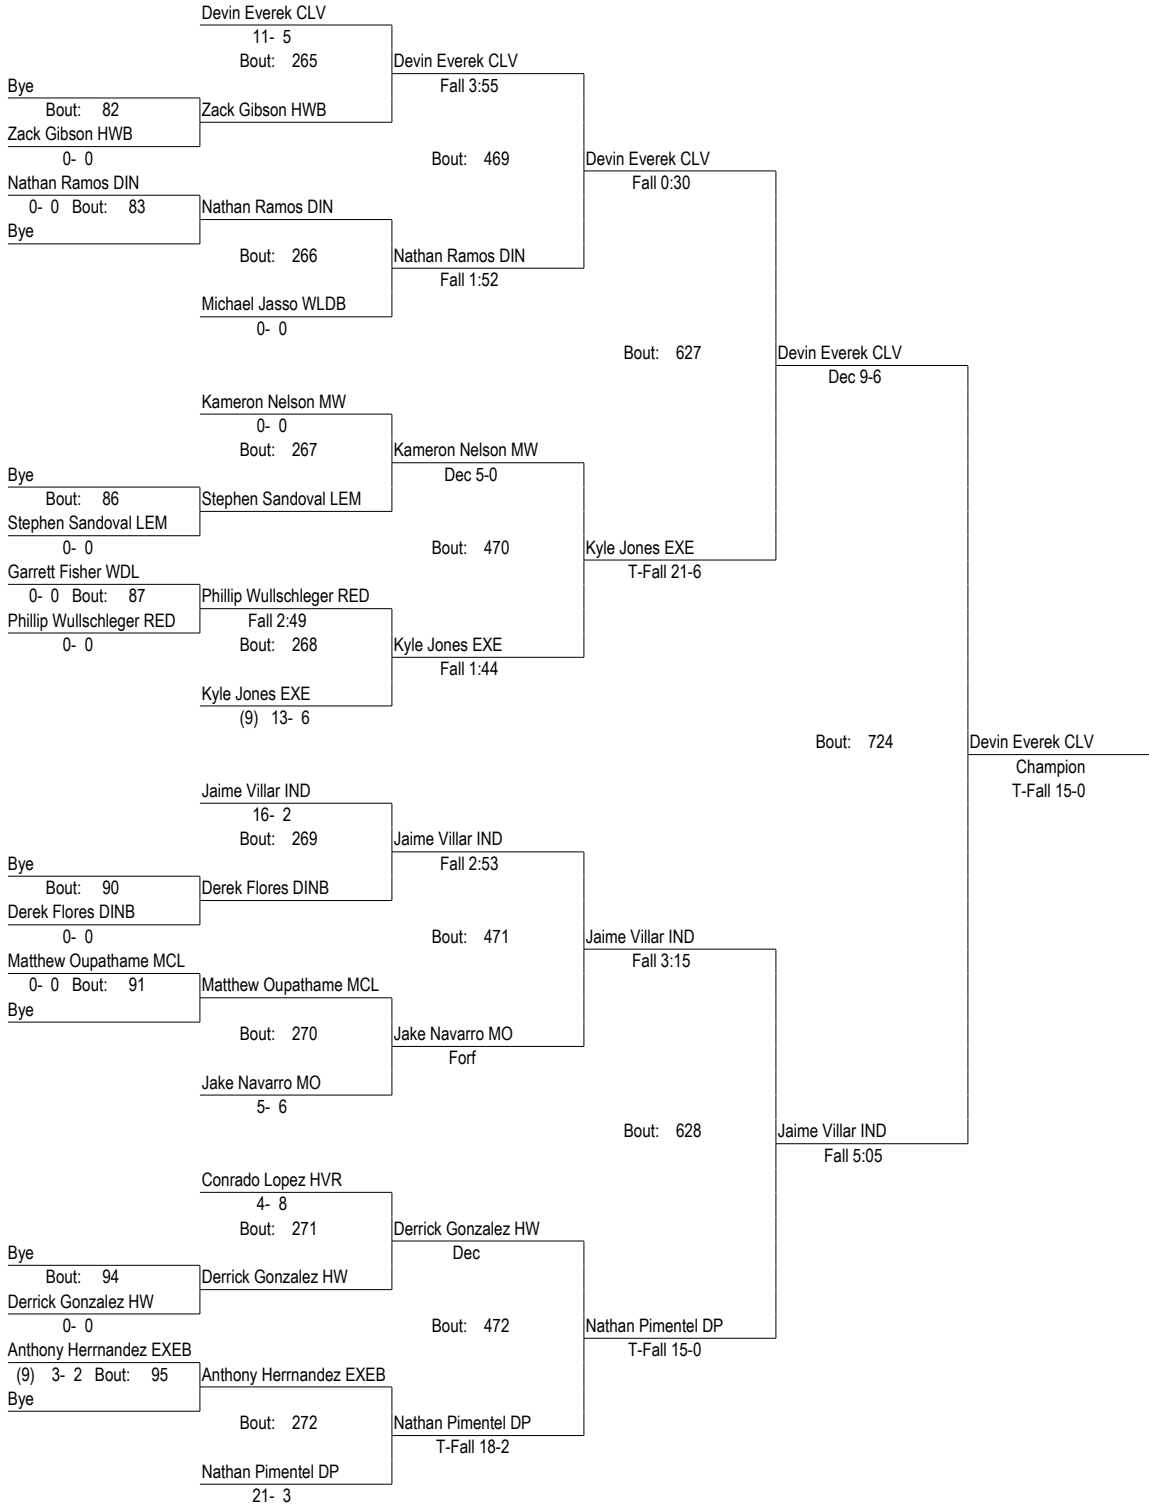 Devin Everek CLV
11- 5
Bout: 265
Devin Everek CLV
Fall 3:55
Bye
Bout: 82
Zack Gibson HWB
Zack Gibson HWB
0- 0
Bout: 469
Devin Everek CLV
Fall 0:30
Nathan Ramos DIN
0- 0 Bout: 83
Nathan Ramos DIN
Bye
Bout: 266
Nathan Ramos DIN
Fall 1:52
Michael Jasso WLDB
0- 0
Bout: 627
Devin Everek CLV
Dec 9-6
Kameron Nelson MW
0- 0
Bout: 267
Kameron Nelson MW
Dec 5-0
Bye
Bout: 86
Stephen Sandoval LEM
Stephen Sandoval LEM
0- 0
Bout: 470
Kyle Jones EXE
T-Fall 21-6
Garrett Fisher WDL
0- 0 Bout: 87
Phillip Wullschleger RED
Phillip Wullschleger RED
Fall 2:49
0- 0
Bout: 268
Kyle Jones EXE
Fall 1:44
Kyle Jones EXE
(9) 13- 6
Bout: 724
Devin Everek CLV
Champion
T-Fall 15-0
Jaime Villar IND
16- 2
Bout: 269
Jaime Villar IND
Fall 2:53
Bye
Bout: 90
Derek Flores DINB
Derek Flores DINB
0- 0
Bout: 471
Jaime Villar IND
Fall 3:15
Matthew Oupathame MCL
0- 0 Bout: 91
Matthew Oupathame MCL
Bye
Bout: 270
Jake Navarro MO
Forf
Jake Navarro MO
5- 6
Bout: 628
Jaime Villar IND
Fall 5:05
Conrado Lopez HVR
4- 8
Bout: 271
Derrick Gonzalez HW
Dec
Bye
Bout: 94
Derrick Gonzalez HW
Derrick Gonzalez HW
0- 0
Bout: 472
Nathan Pimentel DP
T-Fall 15-0
Anthony Herrnandez EXEB
(9) 3- 2 Bout: 95
Anthony Herrnandez EXEB
Bye
Bout: 272
Nathan Pimentel DP
T-Fall 18-2
Nathan Pimentel DP
21- 3